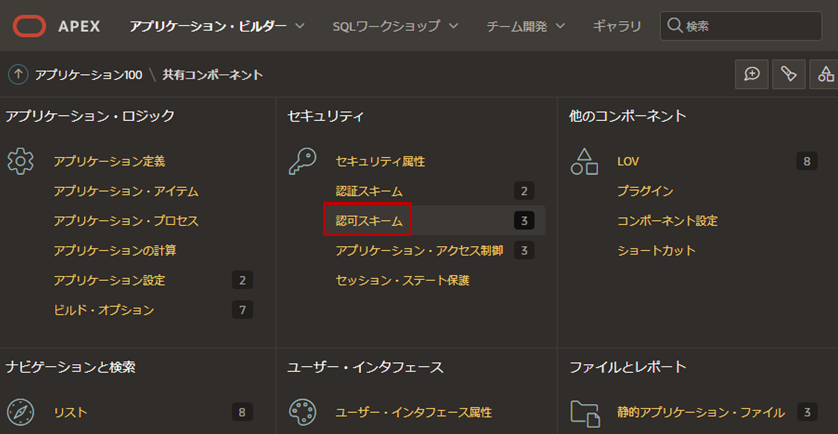 APEX アプリケーション・ビルダー SQLワークショップ チーム開発 ギャラリ 検索
アプリケーション100 \ 共有コンポーネント
アプリケーション・ロジック
アプリケーション定義
アプリケーション・アイテム
アプリケーション・プロセス
アプリケーションの計算
アプリケーション設定 2
ビルド・オプション 7
セキュリティ
セキュリティ属性
認証スキーム 2
認可スキーム 3
アプリケーション・アクセス制御 3
セッション・ステート保護
他のコンポーネント
LOV 8
プラグイン
コンポーネント設定
ショートカット
ナビゲーションと検索
リスト 8
ユーザー・インタフェース
ユーザー・インタフェース属性
ファイルとレポート
静的アプリケーション・ファイル 3